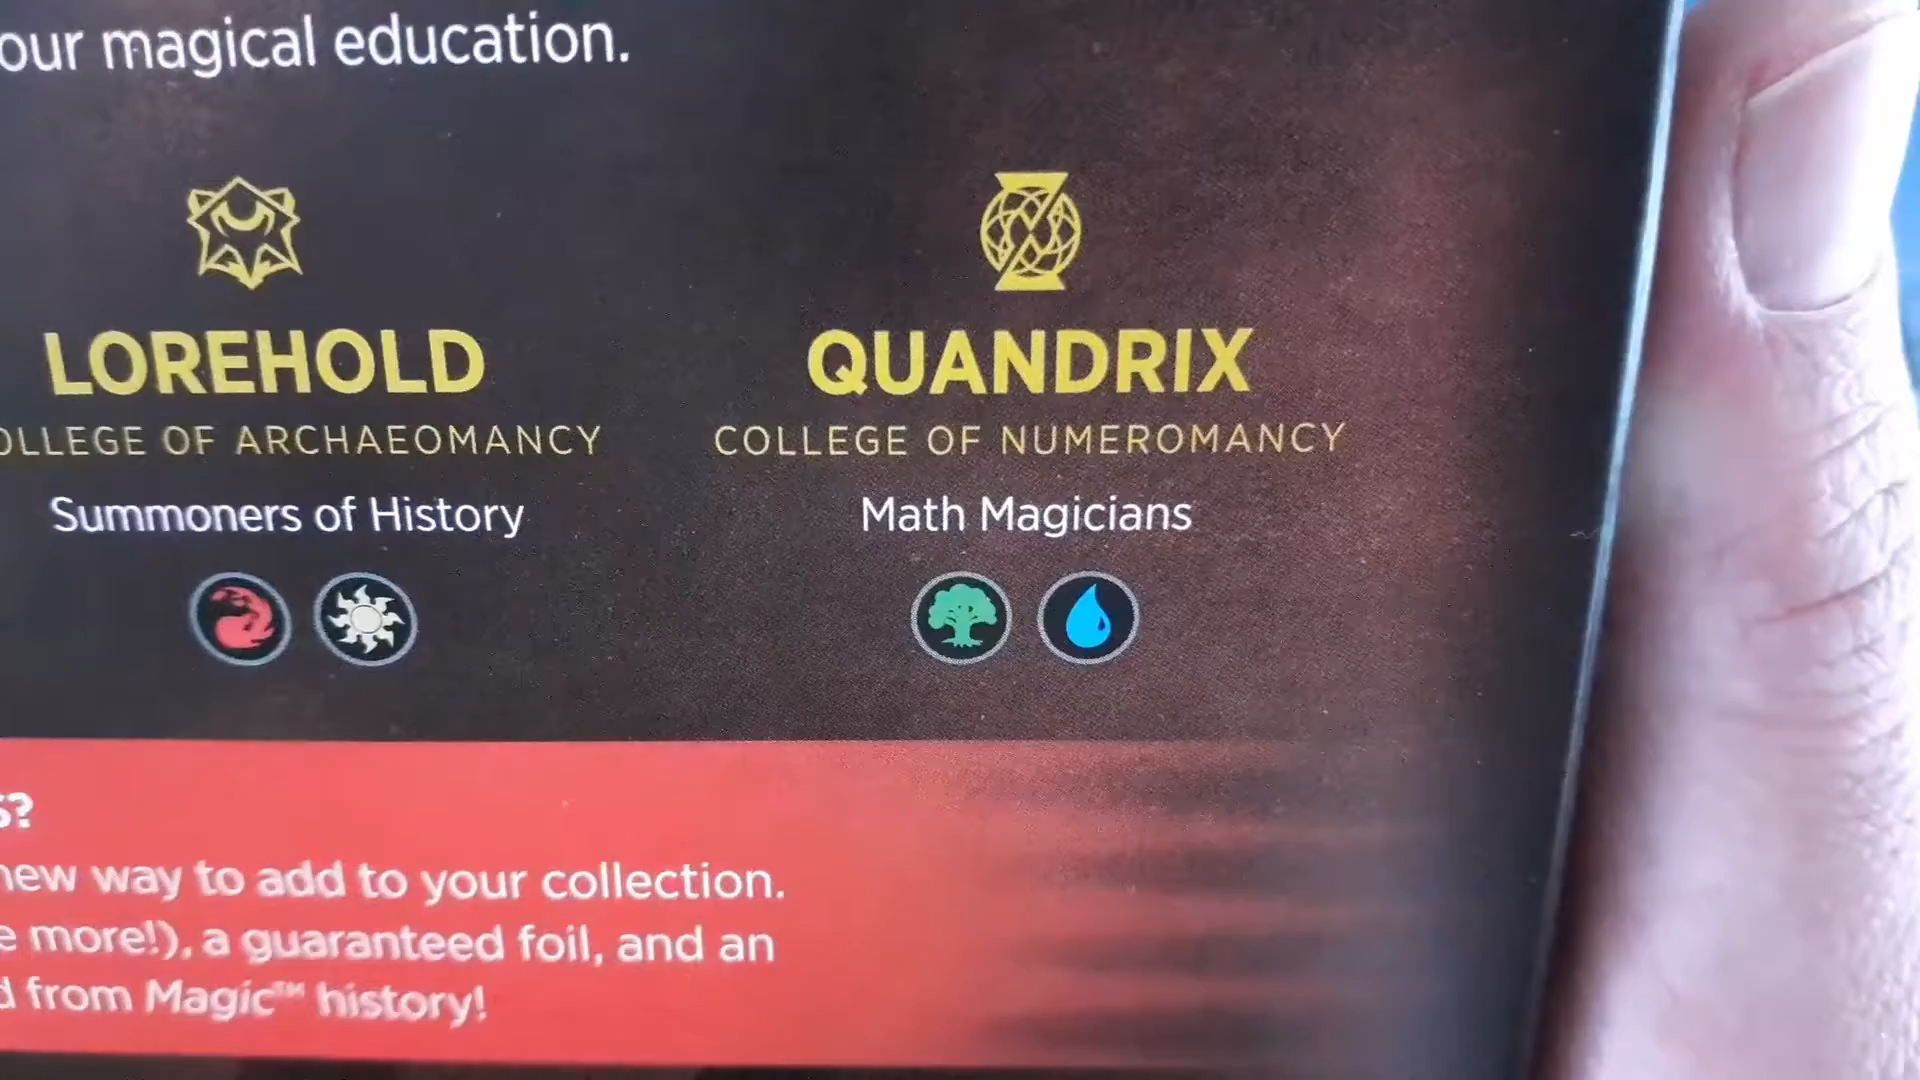 our magical education.
LOREHOLD
OLLEGE OF ARCHAEOMANCY
Summoners of History
QUANDRIX
COLLEGE OF NUMEROMANCY
Math Magicians
S?
new way to add to your collection.
e more!), a guaranteed foil, and an
d from Magic™ history!